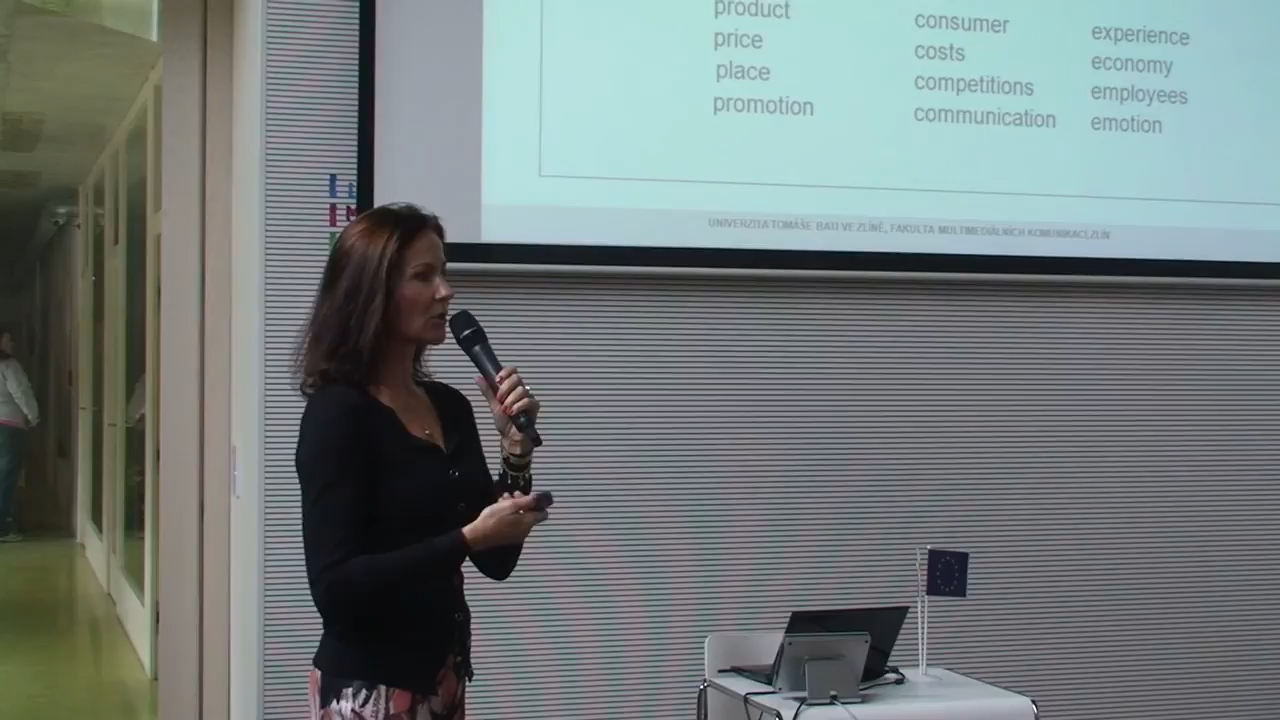 product consumer experience
price costs economy
place competitions employees
promotion communication emotion
UNIVERZITA TOMÁŠE BATI VE ZLÍNĚ, FAKULTA MULTIMEDIÁLNÍCH KOMUNIKACÍ, ZLÍN